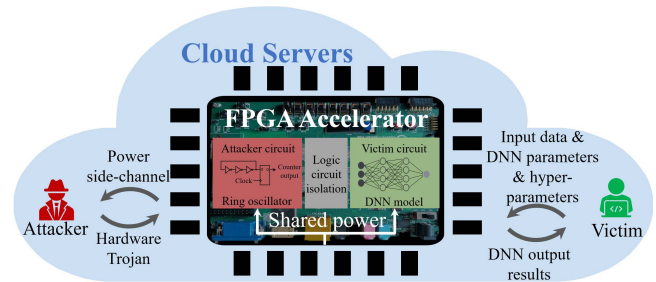 Cloud Servers
FPGA Accelerator
Attacker circuit
Counter
output
Clock
Ring oscillator
Logic
circuit
isolation
Victim circuit
DNN model
Shared power
Power
side-channel
Attacker
Hardware
Trojan
Input data &
DNN parameters
& hyper-
parameters
</>
Victim
DNN output
results